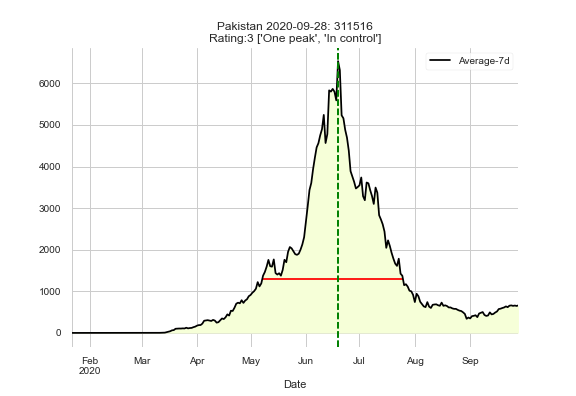 Pakistan 2020-09-28: 311516
Rating:3 ['One peak', 'In control']
Average-7d
6000
5000
4000
3000
2000
1000
0
Feb Mar Apr May Jun Jul Aug Sep
2020
Date